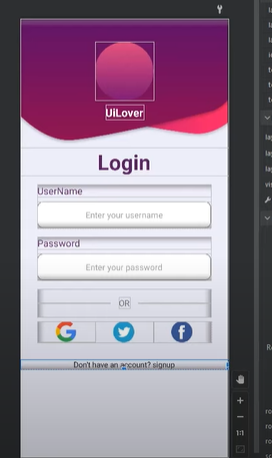 UiLover
Login
UserName
Enter your username
Password
Enter your password
OR
Don't have an account? signup
1:1